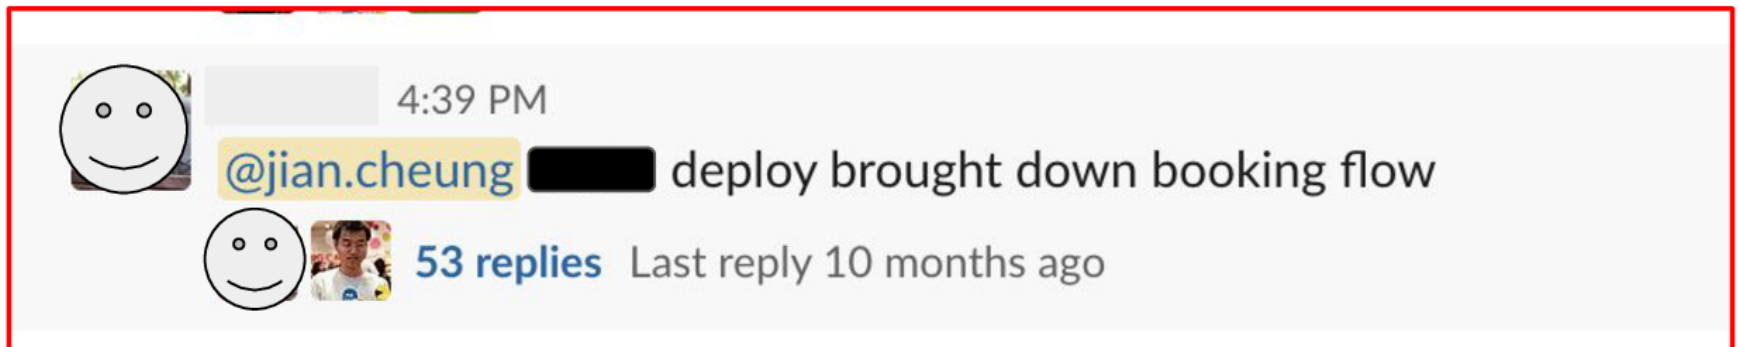 4:39 PM
@jian.cheung deploy brought down booking flow
53 replies Last reply 10 months ago